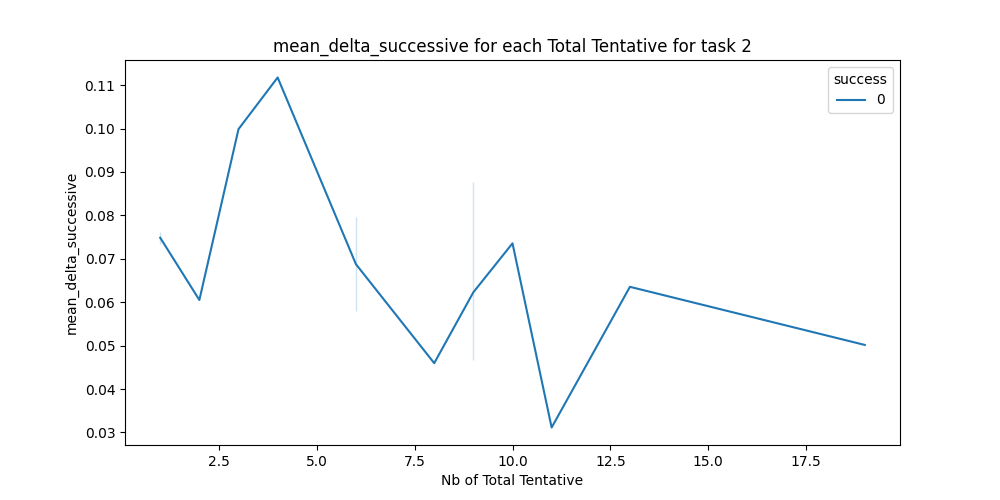 mean_delta_successive for each Total Tentative for task 2
success
0
mean_delta_successive
0.11
0.10
0.09
0.08
0.07
0.06
0.05
0.04
0.03
2.5 5.0 7.5 10.0 12.5 15.0 17.5
Nb of Total Tentative